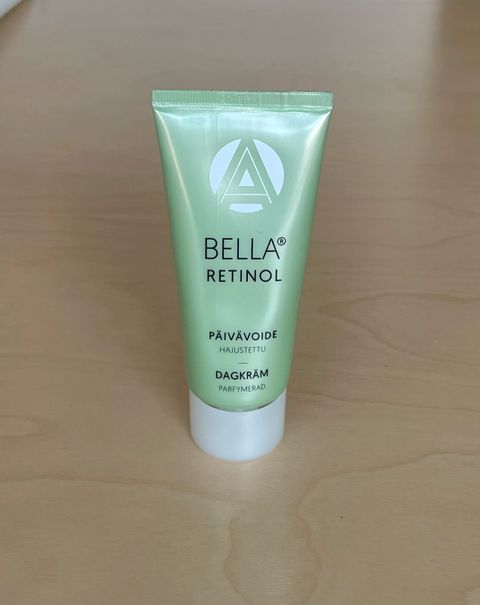 A
BELLA®
RETINOL
PÄIVÄVOIDE
HAJUSTETTU
—
DAGKRÄM
PARFYMERAD